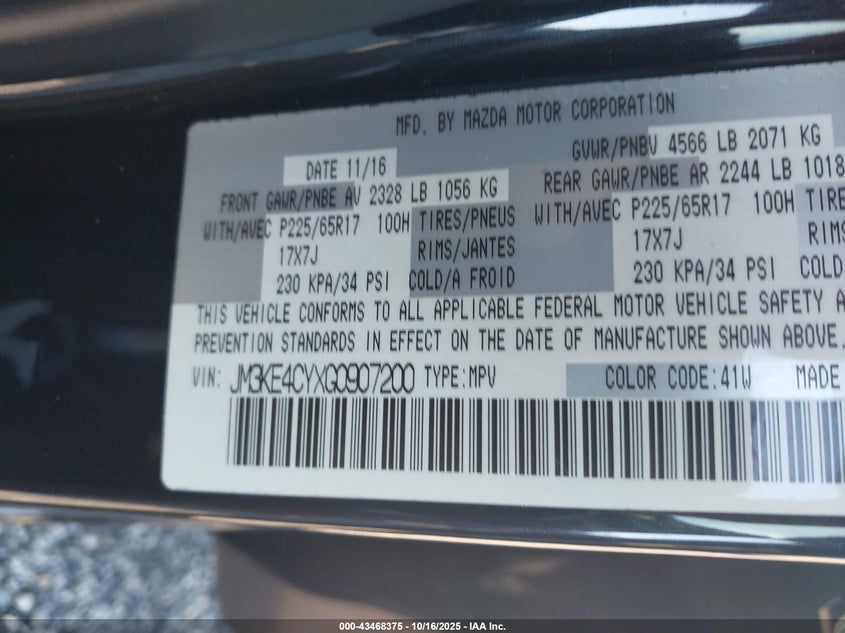 MFD. BY MAZDA MOTOR CORPORATION
DATE 11/16 GVWR/PNBV 4566 LB 2071 KG
FRONT GAWR/PNBE AV 2328 LB 1056 KG REAR GAWR/PNBE AR 2244 LB 1018
WITH/AVEC P225/65R17 100H TIRES/PNEUS WITH/AVEC P225/65R17 100H TIRE
17X7J RIMS/JANTES 17X7J RIM
230 KPA/34 PSI COLD/A FROID 230 KPA/34 PSI COLD
THIS VEHICLE CONFORMS TO ALL APPLICABLE FEDERAL MOTOR VEHICLE SAFETY A
PREVENTION STANDARDS IN EFFECT ON THE DATE OF MANUFACTURE SHOWN ABOVE.
VIN: JM3KE4CYXG0907200 TYPE:MPV COLOR CODE:41W MADE
000-43468375 - 10/16/2025 - IAA Inc.